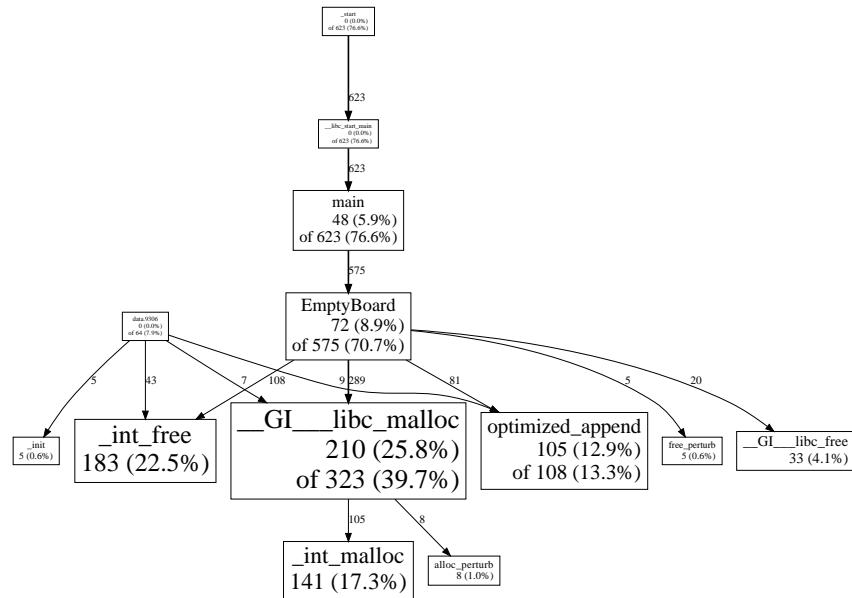 _start
0 (0.0%)
of 623 (76.6%)
623
__libc_start_main
0 (0.0%)
of 623 (76.6%)
623
main
48 (5.9%)
of 623 (76.6%)
575
data.9306
0 (0.0%)
of 64 (7.9%)
EmptyBoard
72 (8.9%)
of 575 (70.7%)
5
43
7
108
9
289
81
5
20
_init
5 (0.6%)
_int_free
183 (22.5%)
__GI___libc_malloc
210 (25.8%)
of 323 (39.7%)
optimized_append
105 (12.9%)
of 108 (13.3%)
free_perturb
5 (0.6%)
__GI___libc_free
33 (4.1%)
105
8
_int_malloc
141 (17.3%)
alloc_perturb
8 (1.0%)